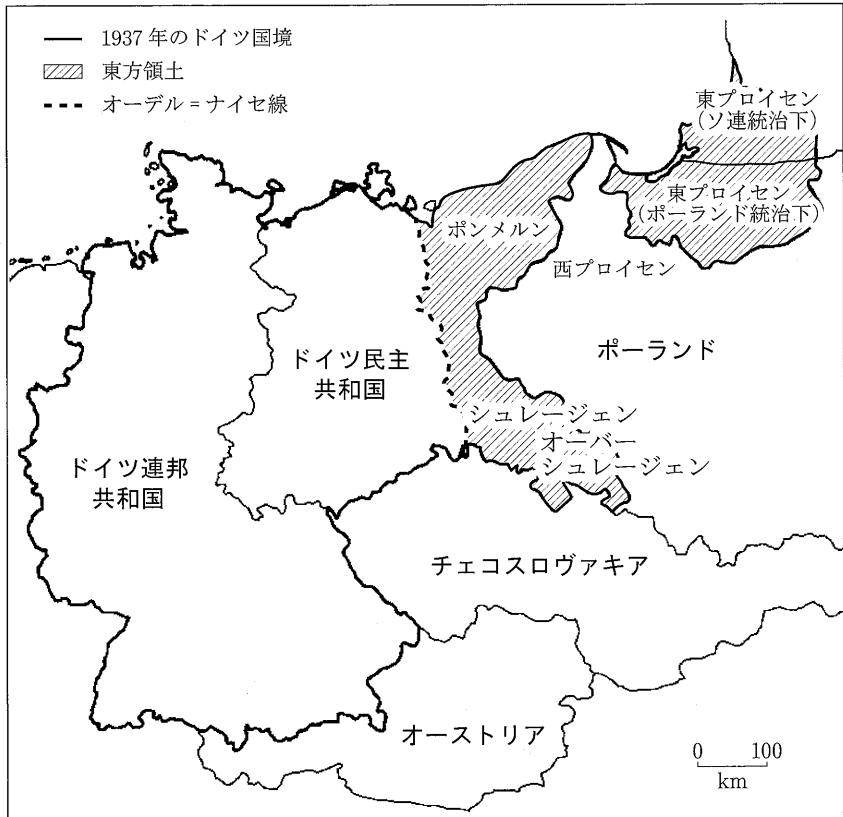 1937年のドイツ国境
東方領土
オーデル=ナイセ線
東プロイセン
(ソ連統治下)
東プロイセン
(ポーランド統治下)
ポンメルン
西プロイセン
ドイツ民主
共和国
ポーランド
シュレージェン
オーバー
シュレージェン
ドイツ連邦
共和国
チェコスロヴァキア
オーストリア
0 100
km